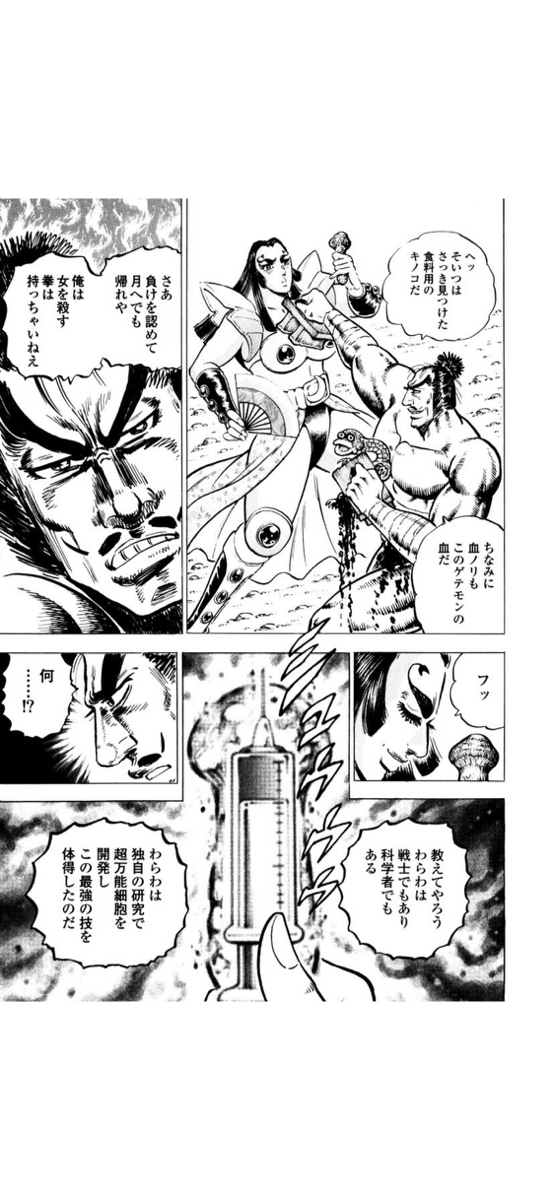 ヘッ
そいつは
さっき見つけた
食料用の
キノコだ
ちなみに
血ノリも
このゲテモンの
血だ
さあ
負けを認めて
月へでも
帰れや
俺は
女を殺す
拳は
持っちゃいねえ
フッ
シュウウウウ
何
……!?
教えてやろう
わらわは
戦士でもあり
科学者でも
ある
わらわは
独自の研究で
超万能細胞を
開発し
この最強の技を
体得したのだ